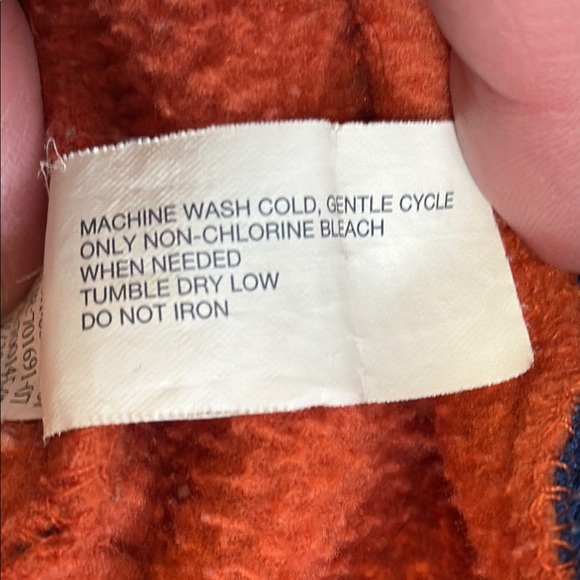 MACHINE WASH COLD, GENTLE CYCLE
ONLY NON-CHLORINE BLEACH
WHEN NEEDED
TUMBLE DRY LOW
DO NOT IRON